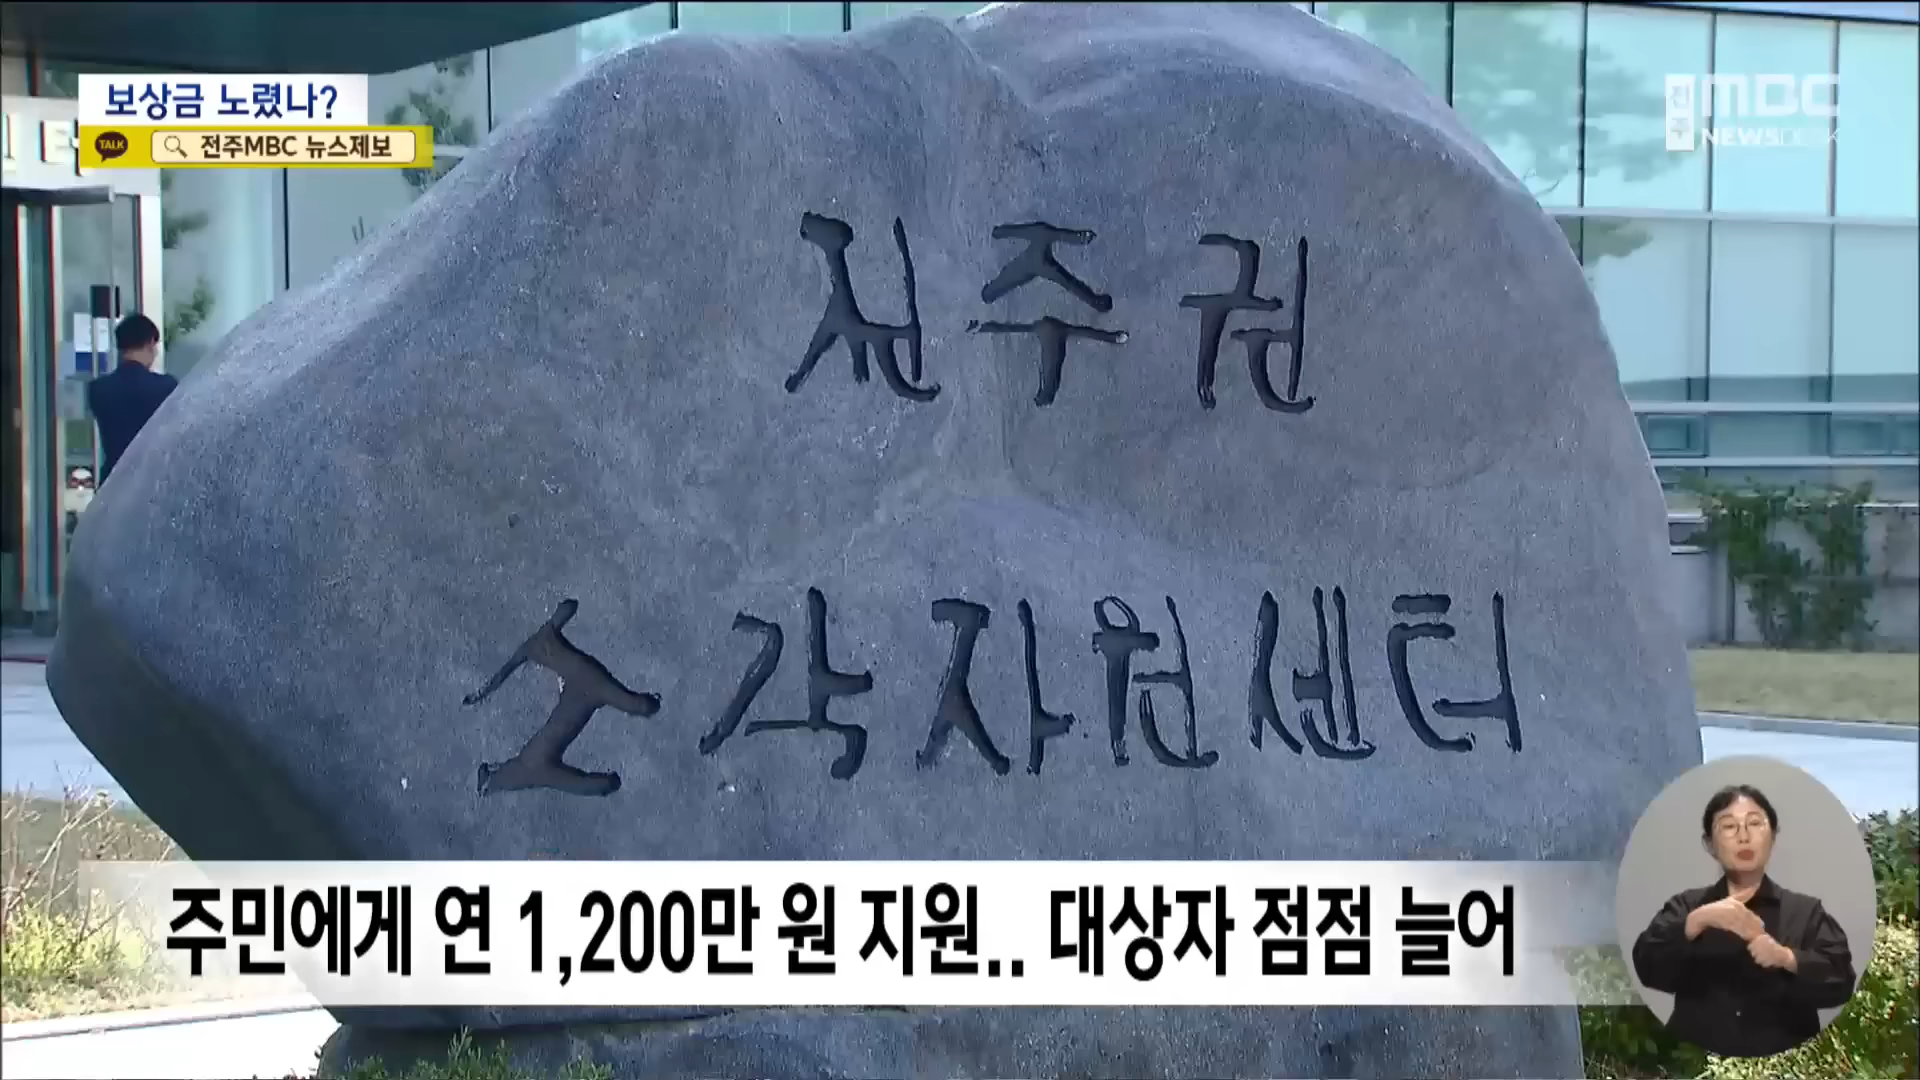 보상금 노렸나?
TALK 전주MBC 뉴스제보
전주 MBC
NEWSDESK
전주권
소각자원센터
주민에게 연 1,200만 원 지원.. 대상자 점점 늘어